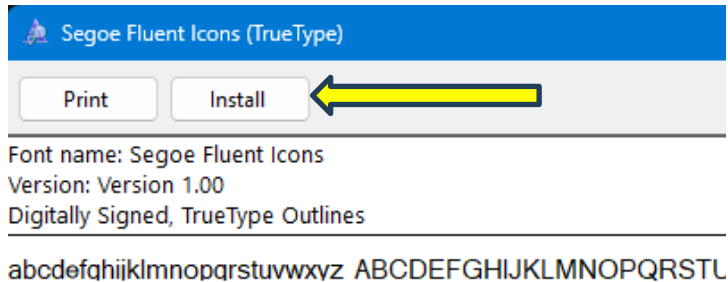 Segoe Fluent Icons (TrueType)
Print Install
Font name: Segoe Fluent Icons
Version: Version 1.00
Digitally Signed, TrueType Outlines
abcdefghijklmnopqrstuvwxyz ABCDEFGHIJKLMNOPQRSTU